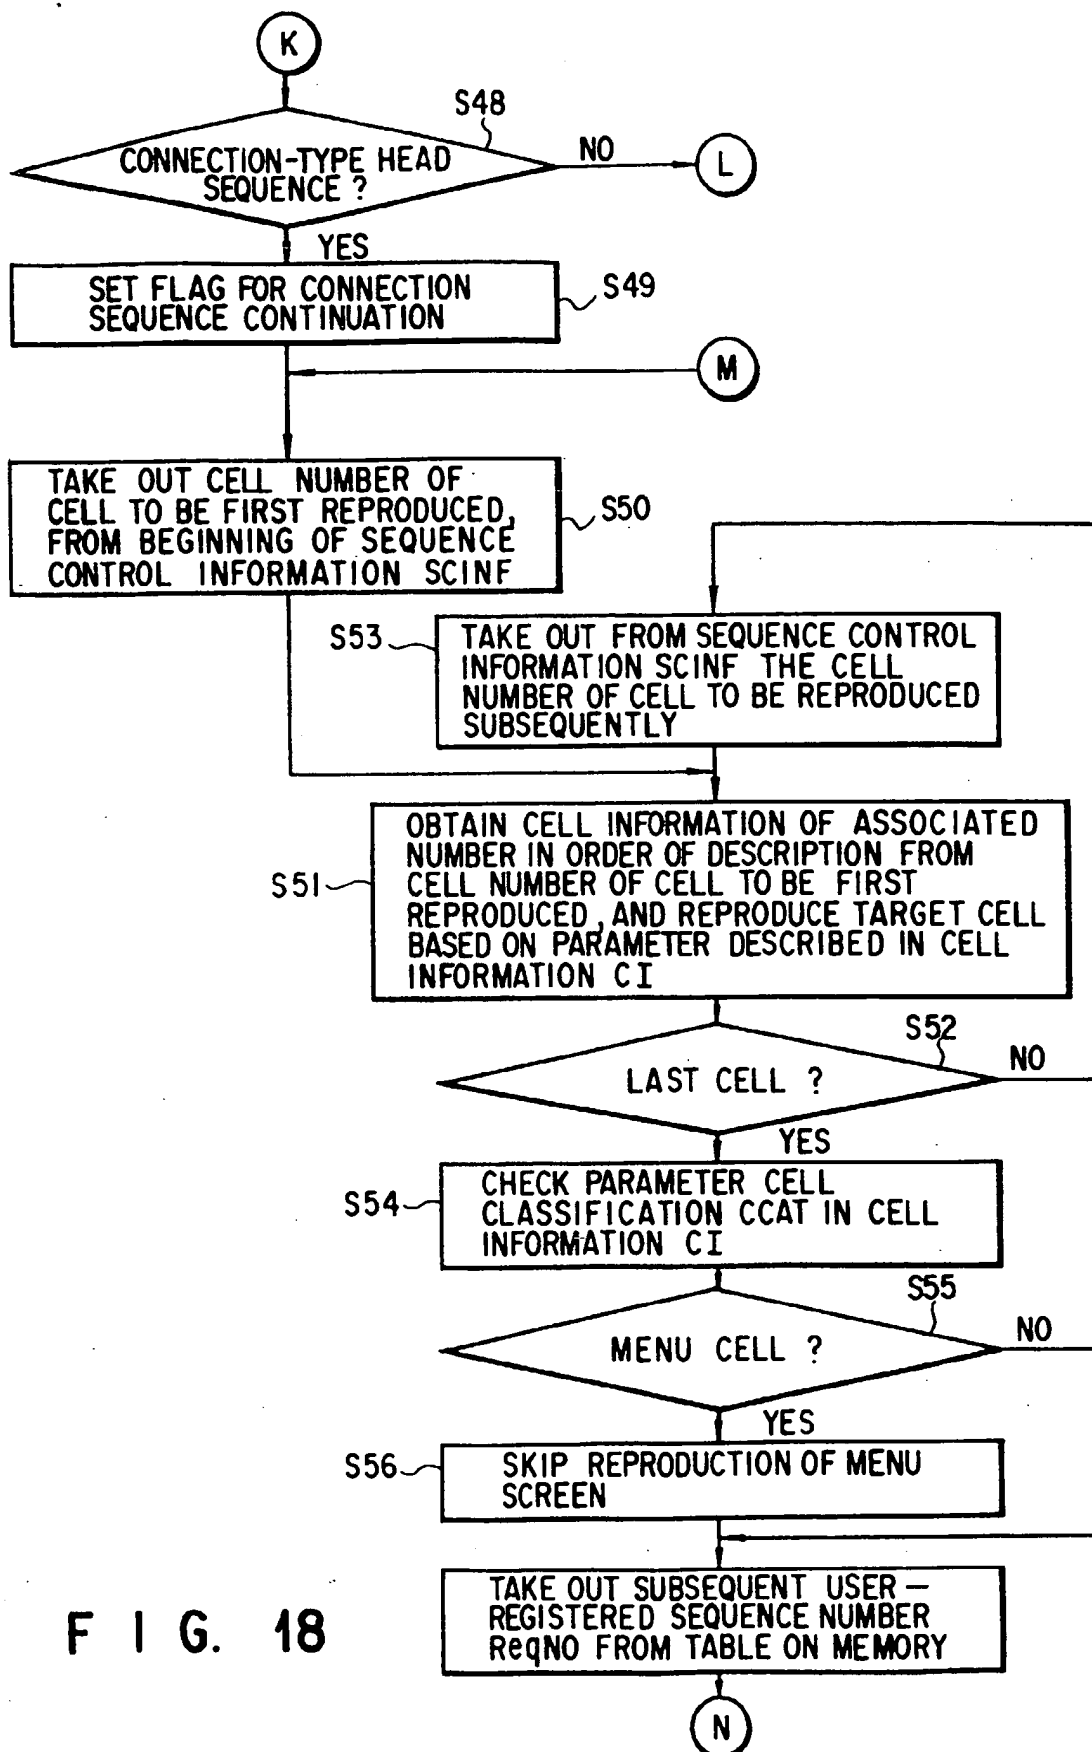 K
S48
CONNECTION-TYPE HEAD
SEQUENCE ?
NO
L
YES
SET FLAG FOR CONNECTION
SEQUENCE CONTINUATION
S49
M
TAKE OUT CELL NUMBER OF
CELL TO BE FIRST REPRODUCED,
FROM BEGINNING OF SEQUENCE
CONTROL INFORMATION SCINF
S50
S53
TAKE OUT FROM SEQUENCE CONTROL
INFORMATION SCINF THE CELL
NUMBER OF CELL TO BE REPRODUCED
SUBSEQUENTLY
S51
OBTAIN CELL INFORMATION OF ASSOCIATED
NUMBER IN ORDER OF DESCRIPTION FROM
CELL NUMBER OF CELL TO BE FIRST
REPRODUCED, AND REPRODUCE TARGET CELL
BASED ON PARAMETER DESCRIBED IN CELL
INFORMATION CI
S52
LAST CELL ?
NO
YES
S54
CHECK PARAMETER CELL
CLASSIFICATION CCAT IN CELL
INFORMATION CI
S55
MENU CELL ?
NO
YES
S56
SKIP REPRODUCTION OF MENU
SCREEN
TAKE OUT SUBSEQUENT USER-
REGISTERED SEQUENCE NUMBER
ReqNO FROM TABLE ON MEMORY
N
FIG. 18